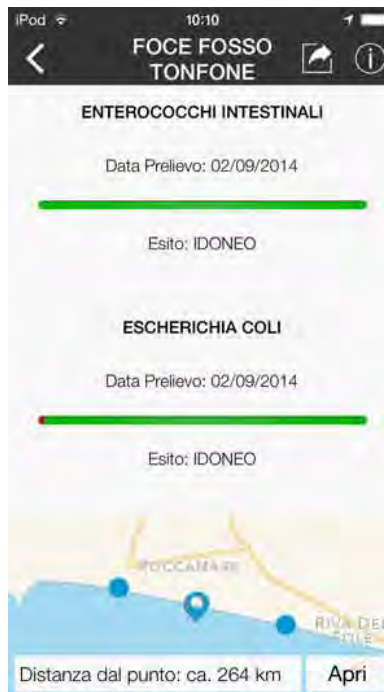 iPod 10:10
FOCE FOSSO
TONFONE
ENTEROCOCCHI INTESTINALI
Data Prelievo: 02/09/2014
Esito: IDONEO
ESCHERICHIA COLI
Data Prelievo: 02/09/2014
Esito: IDONEO
ROCCAMARE
RIVA DEL
SOLE
Distanza dal punto: ca. 264 km Apri